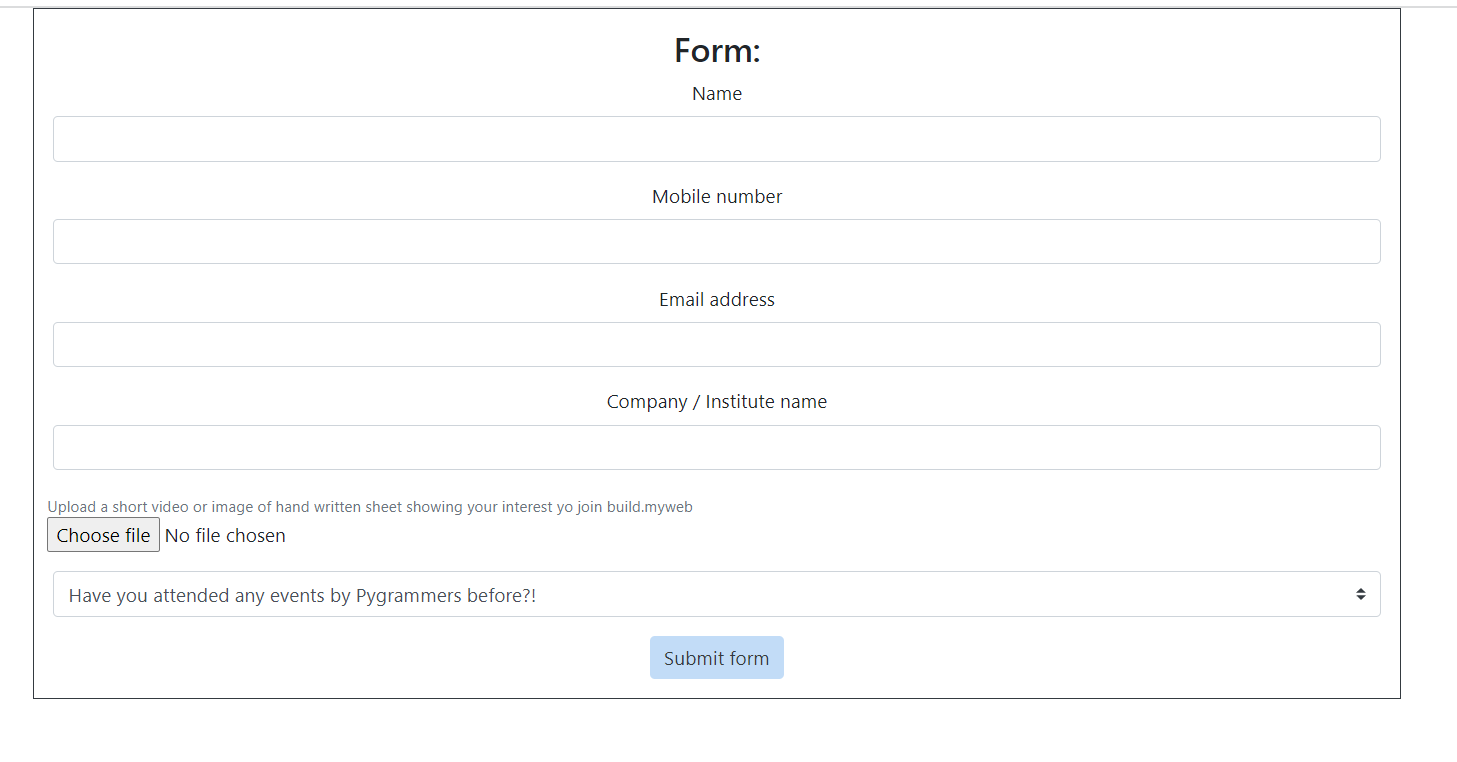 Form:
Name
Mobile number
Email address
Company / Institute name
Upload a short video or image of hand written sheet showing your interest yo join build.myweb
Choose file No file chosen
Have you attended any events by Pygrammers before?!
Submit form